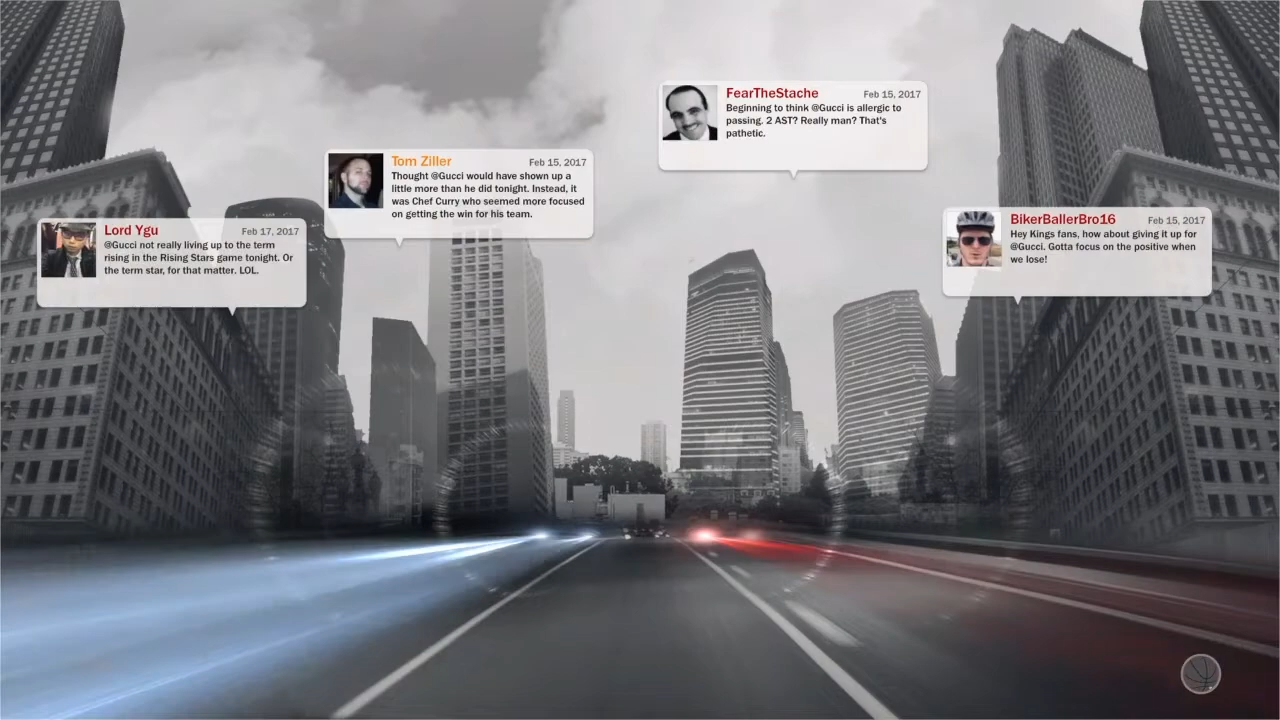 FearTheStache Feb 15, 2017
Beginning to think @Gucci is allergic to
passing. 2 AST? Really man? That's
pathetic.
Tom Ziller Feb 15, 2017
Thought @Gucci would have shown up a
little more than he did tonight. Instead, it
was Chef Curry who seemed more focused
on getting the win for his team.
Lord Ygu Feb 17, 2017
@Gucci not really living up to the term
rising in the Rising Stars game tonight. Or
the term star, for that matter. LOL.
BikerBallerBro16 Feb 15, 2017
Hey Kings fans, how about giving it up for
@Gucci. Gotta focus on the positive when
we lose!